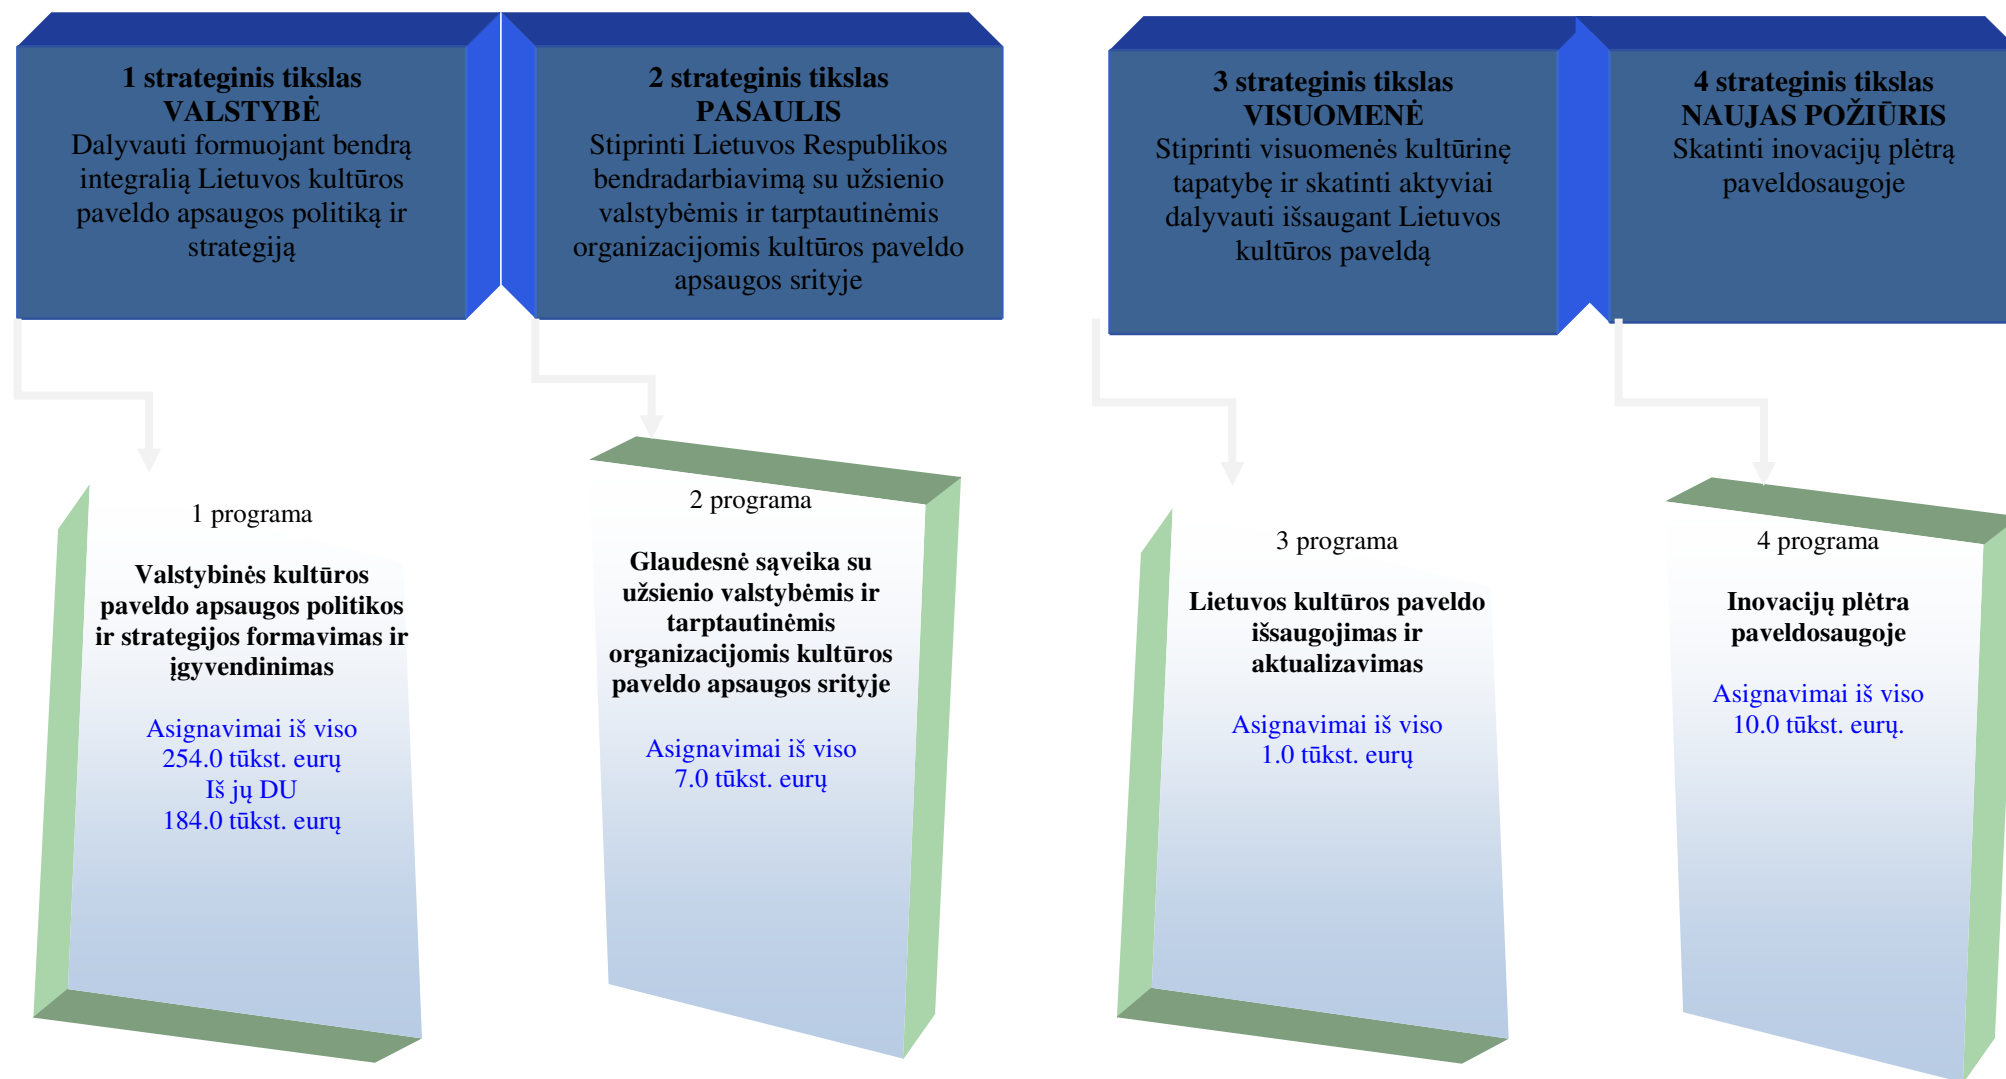 1 strateginis tikslas
VALSTYBĖ
Dalyvauti formuojant bendrą
integralią Lietuvos kultūros
paveldo apsaugos politiką ir
strategiją
2 strateginis tikslas
PASAULIS
Stiprinti Lietuvos Respublikos
bendradarbiavimą su užsienio
valstybėmis ir tarptautinėmis
organizacijomis kultūros paveldo
apsaugos srityje
3 strateginis tikslas
VISUOMENĖ
Stiprinti visuomenės kultūrinę
tapatybę ir skatinti aktyviai
dalyvauti išsaugant Lietuvos
kultūros paveldą
4 strateginis tikslas
NAUJAS POŽIŪRIS
Skatinti inovacijų plėtrą
paveldosaugoje
1 programa
Valstybinės kultūros
paveldo apsaugos politikos
ir strategijos formavimas ir
įgyvendinimas
Asignavimai iš viso
254.0 tūkst. eurų
Iš jų DU
184.0 tūkst. eurų
2 programa
Glaudesnė sąveika su
užsienio valstybėmis ir
tarptautinėmis
organizacijomis kultūros
paveldo apsaugos srityje
Asignavimai iš viso
7.0 tūkst. eurų
3 programa
Lietuvos kultūros paveldo
išsaugojimas ir
aktualizavimas
Asignavimai iš viso
1.0 tūkst. eurų
4 programa
Inovacijų plėtra
paveldosaugoje
Asignavimai iš viso
10.0 tūkst. eurų.